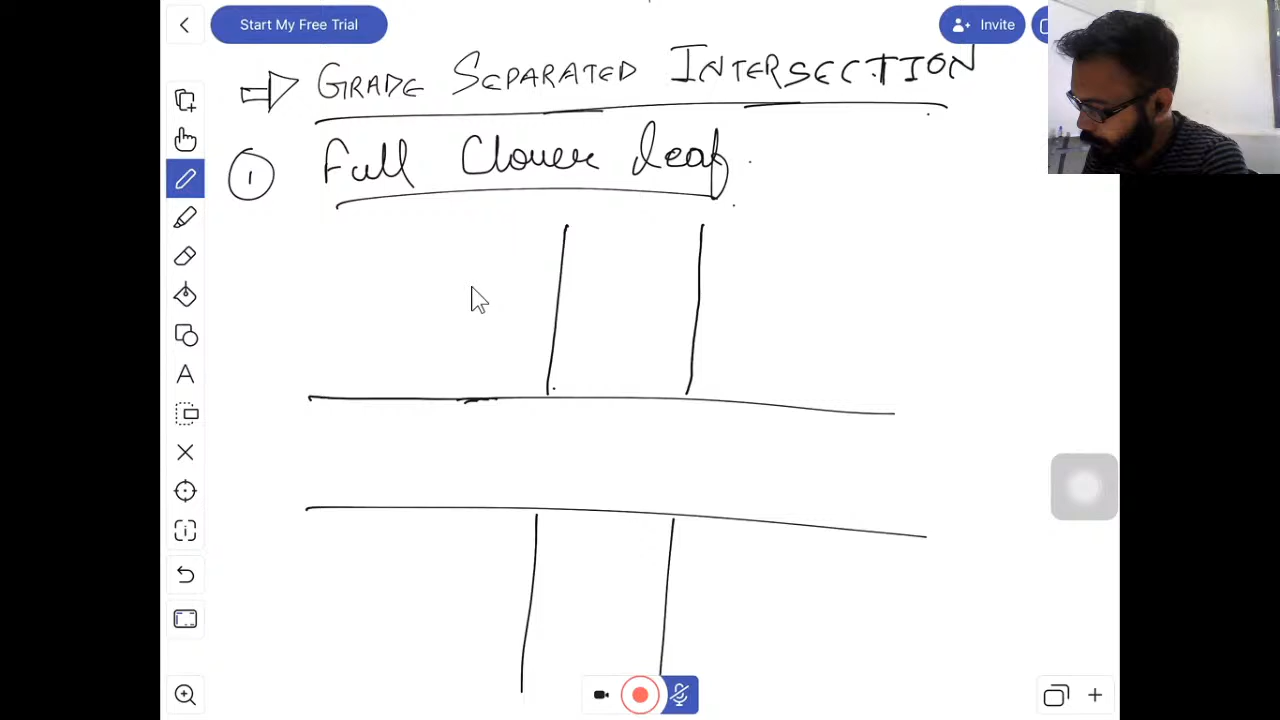 Start My Free Trial
Invite
GRADE SEPARATED INTERSECTION
1 Full Clover leaf.
A